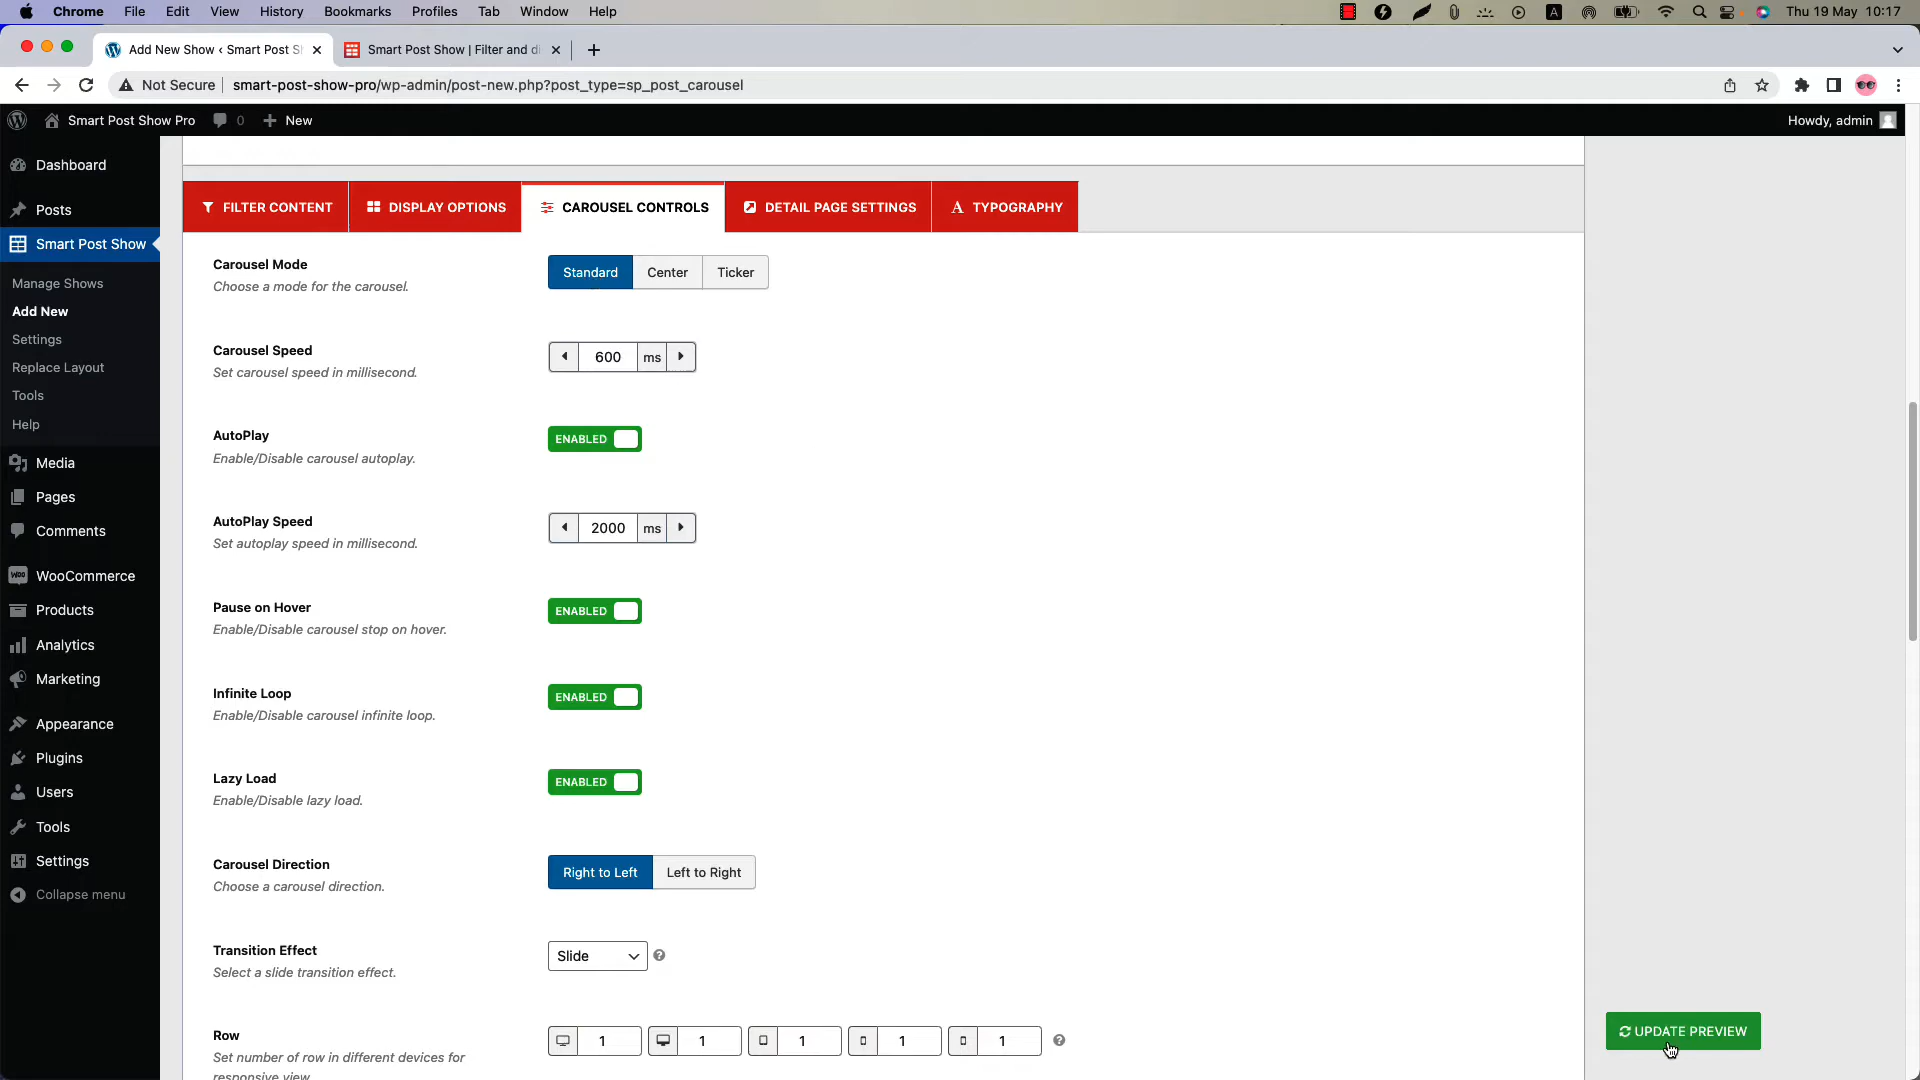 Chrome File Edit View History Bookmarks Profiles Tab Window Help
A Thu 19 May 10:17
Add New Show ‹ Smart Post S
Smart Post Show | Filter and d
Not Secure smart-post-show-pro/wp-admin/post-new.php?post_type=sp_post_carousel
Smart Post Show Pro 0 + New
Howdy, admin
Dashboard
Posts
Smart Post Show
Manage Shows
Add New
Settings
Replace Layout
Tools
Help
Media
Pages
Comments
WooCommerce
Products
Analytics
Marketing
Appearance
Plugins
Users
Tools
Settings
Collapse menu
FILTER CONTENT
DISPLAY OPTIONS
CAROUSEL CONTROLS
DETAIL PAGE SETTINGS
A TYPOGRAPHY
Carousel Mode
Choose a mode for the carousel.
Standard Center Ticker
Carousel Speed
Set carousel speed in millisecond.
600 ms
AutoPlay
Enable/Disable carousel autoplay.
ENABLED
AutoPlay Speed
Set autoplay speed in millisecond.
2000 ms
Pause on Hover
Enable/Disable carousel stop on hover.
ENABLED
Infinite Loop
Enable/Disable carousel infinite loop.
ENABLED
Lazy Load
Enable/Disable lazy load.
ENABLED
Carousel Direction
Choose a carousel direction.
Right to Left Left to Right
Transition Effect
Select a slide transition effect.
Slide
Row
Set number of row in different devices for
responsive view.
1 1 1 1 1
UPDATE PREVIEW